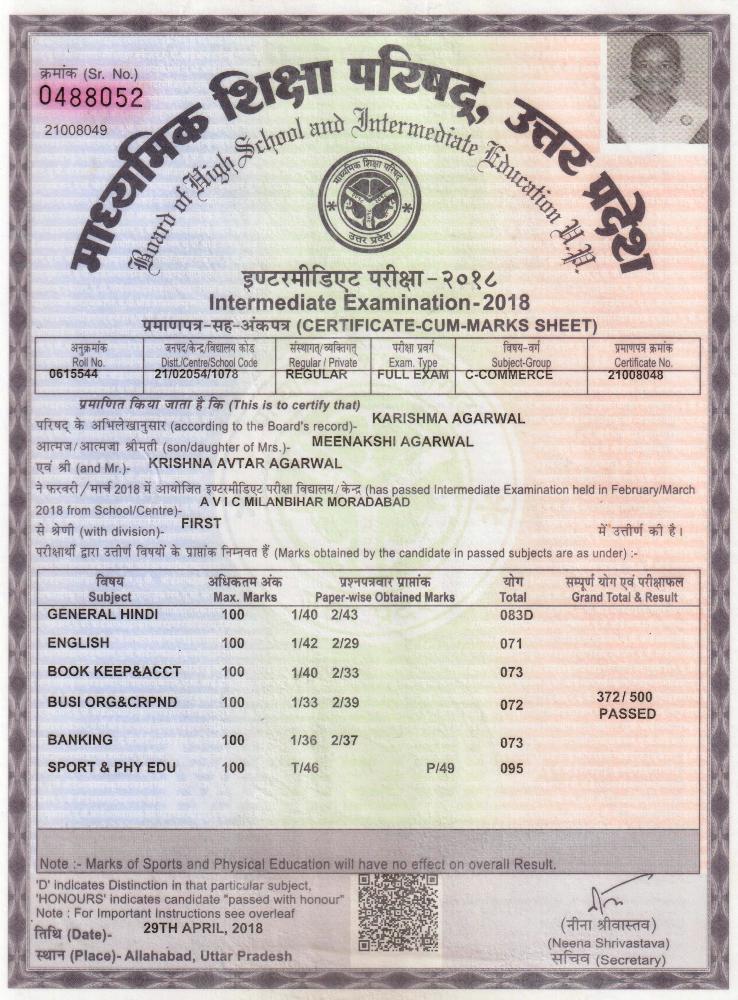 क्रमांक (Sr. No.)
0488052
21008049
माध्यमिक शिक्षा परिषद्, उत्तर प्रदेश
Board of High School and Intermediate Education U.P.
माध्यमिक शिक्षा परिषद
उत्तर प्रदेश
इण्टरमीडिएट परीक्षा-२०१८
Intermediate Examination-2018
प्रमाणपत्र-सह-अंकपत्र (CERTIFICATE-CUM-MARKS SHEET)
अनुक्रमांक जनपद/केन्द्र/विद्यालय कोड संस्थागत/व्यक्तिगत् परीक्षा प्रवर्ग विषय-वर्ग प्रमाणपत्र क्रमांक
Roll No. Distt./Centre/School Code Regular / Private Exam. Type Subject-Group Certificate No.
0615544 21/02054/1078 REGULAR FULL EXAM C-COMMERCE 21008048
प्रमाणित किया जाता है कि (This is to certify that)
परिषद् के अभिलेखानुसार (according to the Board's record)- KARISHMA AGARWAL
आत्मज/आत्मजा श्रीमती (son/daughter of Mrs.)- MEENAKSHI AGARWAL
एवं श्री (and Mr.)- KRISHNA AVTAR AGARWAL
ने फरवरी / मार्च 2018 में आयोजित इण्टरमीडिएट परीक्षा विद्यालय/केन्द्र (has passed Intermediate Examination held in February/March
2018 from School/Centre)- A V I C MILANBIHAR MORADABAD
से श्रेणी (with division)- FIRST में उत्तीर्ण की है।
परीक्षार्थी द्वारा उत्तीर्ण विषयों के प्राप्तांक निम्नवत हैं (Marks obtained by the candidate in passed subjects are as under) :-
विषय अधिकतम अंक प्रश्नपत्रवार प्राप्तांक योग सम्पूर्ण योग एवं परीक्षाफल
Subject Max. Marks Paper-wise Obtained Marks Total Grand Total & Result
GENERAL HINDI 100 1/40 2/43 083D
ENGLISH 100 1/42 2/29 071
BOOK KEEP&ACCT 100 1/40 2/33 073
BUSI ORG&CRPND 100 1/33 2/39 072 372/ 500
PASSED
BANKING 100 1/36 2/37 073
SPORT & PHY EDU 100 T/46 P/49 095
Note :- Marks of Sports and Physical Education will have no effect on overall Result.
'D' indicates Distinction in that particular subject,
'HONOURS' indicates candidate "passed with honour"
Note : For Important Instructions see overleaf
तिथि (Date)- 29TH APRIL, 2018
स्थान (Place)- Allahabad, Uttar Pradesh
(नीना श्रीवास्तव)
(Neena Shrivastava)
सचिव (Secretary)